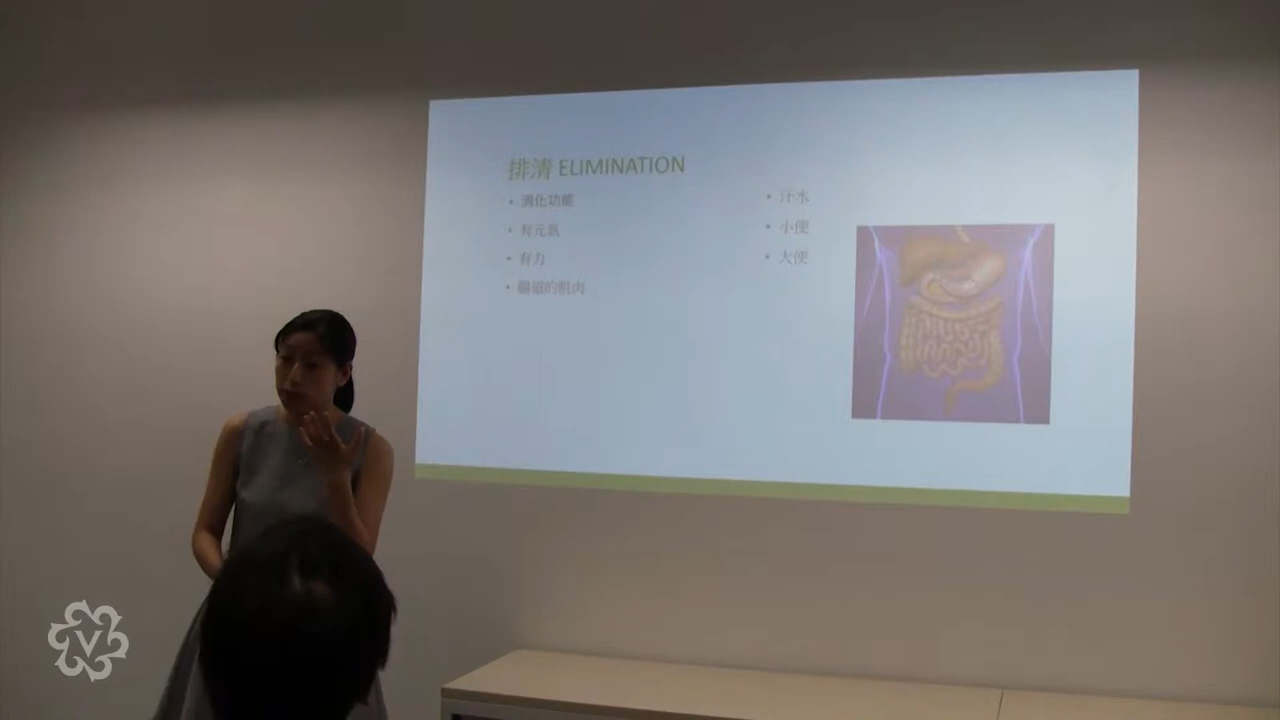 排清 ELIMINATION
• 消化功能
• 有元氣
• 有力
• 腸道的肌肉
• 汗水
• 小便
• 大便
V